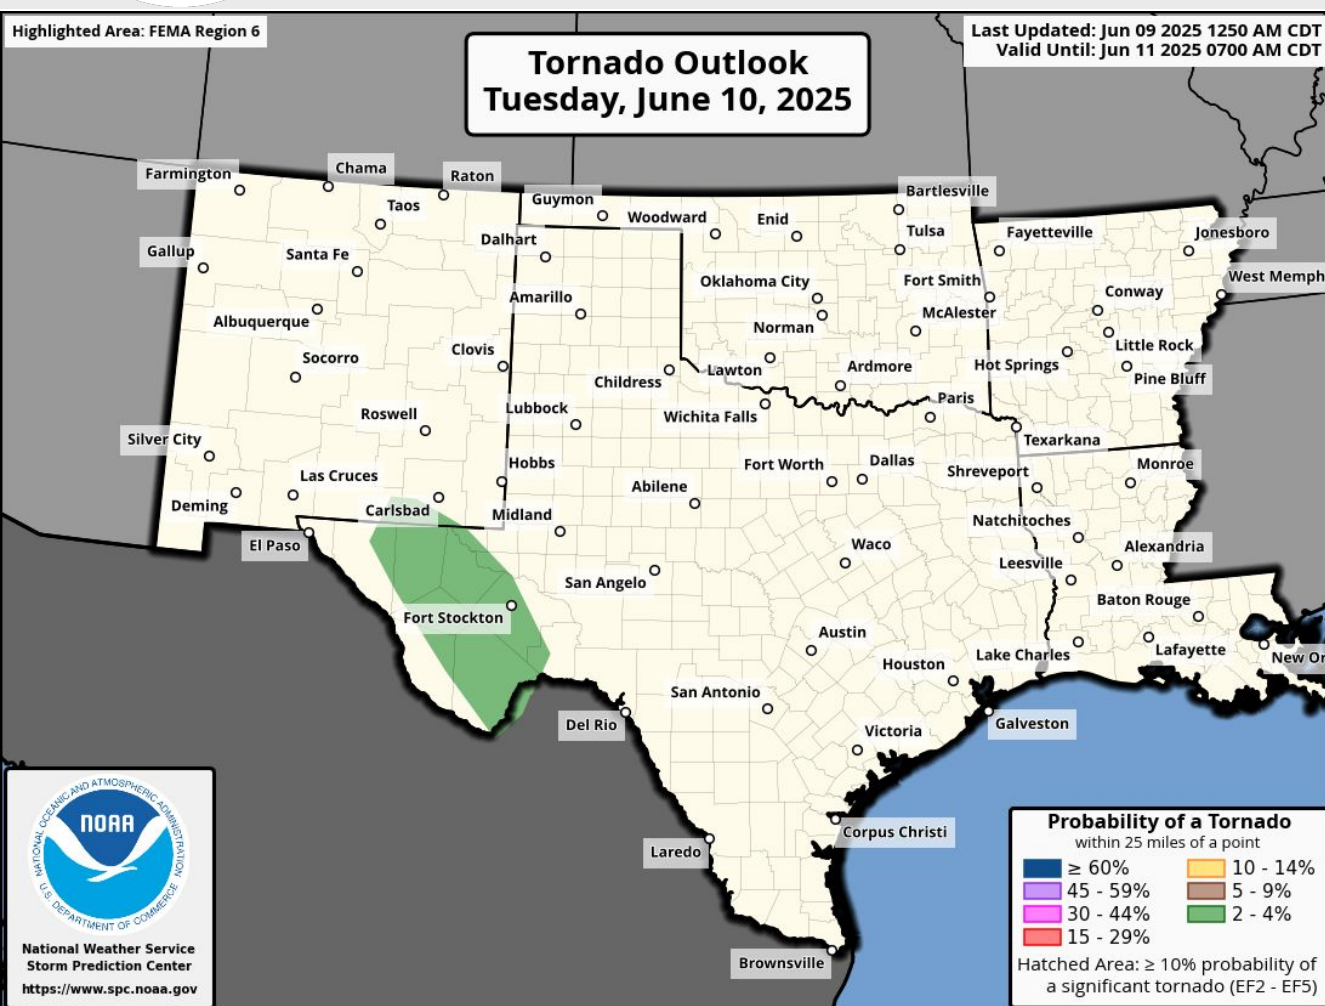 Highlighted Area: FEMA Region 6
Last Updated: Jun 09 2025 1250 AM CDT
Valid Until: Jun 11 2025 0700 AM CDT
Tornado Outlook
Tuesday, June 10, 2025
Farmington
Chama
Raton
Taos
Guymon
Woodward
Enid
Bartlesville
Tulsa
Fayetteville
Jonesboro
Gallup
Santa Fe
Dalhart
Oklahoma City
Fort Smith
West Memph
Conway
Albuquerque
Amarillo
Norman
McAlester
Little Rock
Socorro
Clovis
Childress
Lawton
Ardmore
Hot Springs
Pine Bluff
Roswell
Lubbock
Wichita Falls
Paris
Texarkana
Silver City
Las Cruces
Hobbs
Abilene
Fort Worth
Dallas
Shreveport
Monroe
Deming
Carlsbad
Midland
Natchitoches
El Paso
San Angelo
Waco
Leesville
Alexandria
Fort Stockton
Austin
Baton Rouge
Houston
Lake Charles
Lafayette
New Or
Del Rio
San Antonio
Victoria
Galveston
Laredo
Corpus Christi
Brownsville
NATIONAL OCEANIC AND ATMOSPHERIC ADMINISTRATION
NOAA
U.S. DEPARTMENT OF COMMERCE
National Weather Service
Storm Prediction Center
https://www.spc.noaa.gov
Probability of a Tornado
within 25 miles of a point
≥ 60%
45 - 59%
30 - 44%
15 - 29%
10 - 14%
5 - 9%
2 - 4%
Hatched Area: ≥ 10% probability of
a significant tornado (EF2 - EF5)